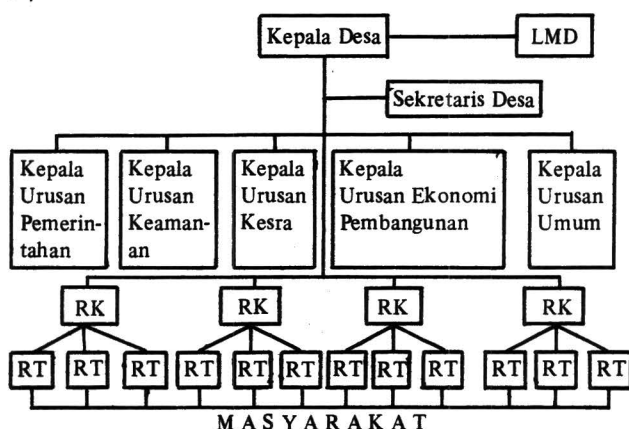 Kepala Desa
LMD
Sekretaris Desa
Kepala
Urusan
Pemerin-
tahan
Kepala
Urusan
Keaman-
an
Kepala
Urusan
Kesra
Kepala
Urusan Ekonomi
Pembangunan
Kepala
Urusan
Umum
RK
RK
RK
RK
RT
RT
RT
RT
RT
RT
RT
RT
RT
RT
RT
RT
MASYARAKAT